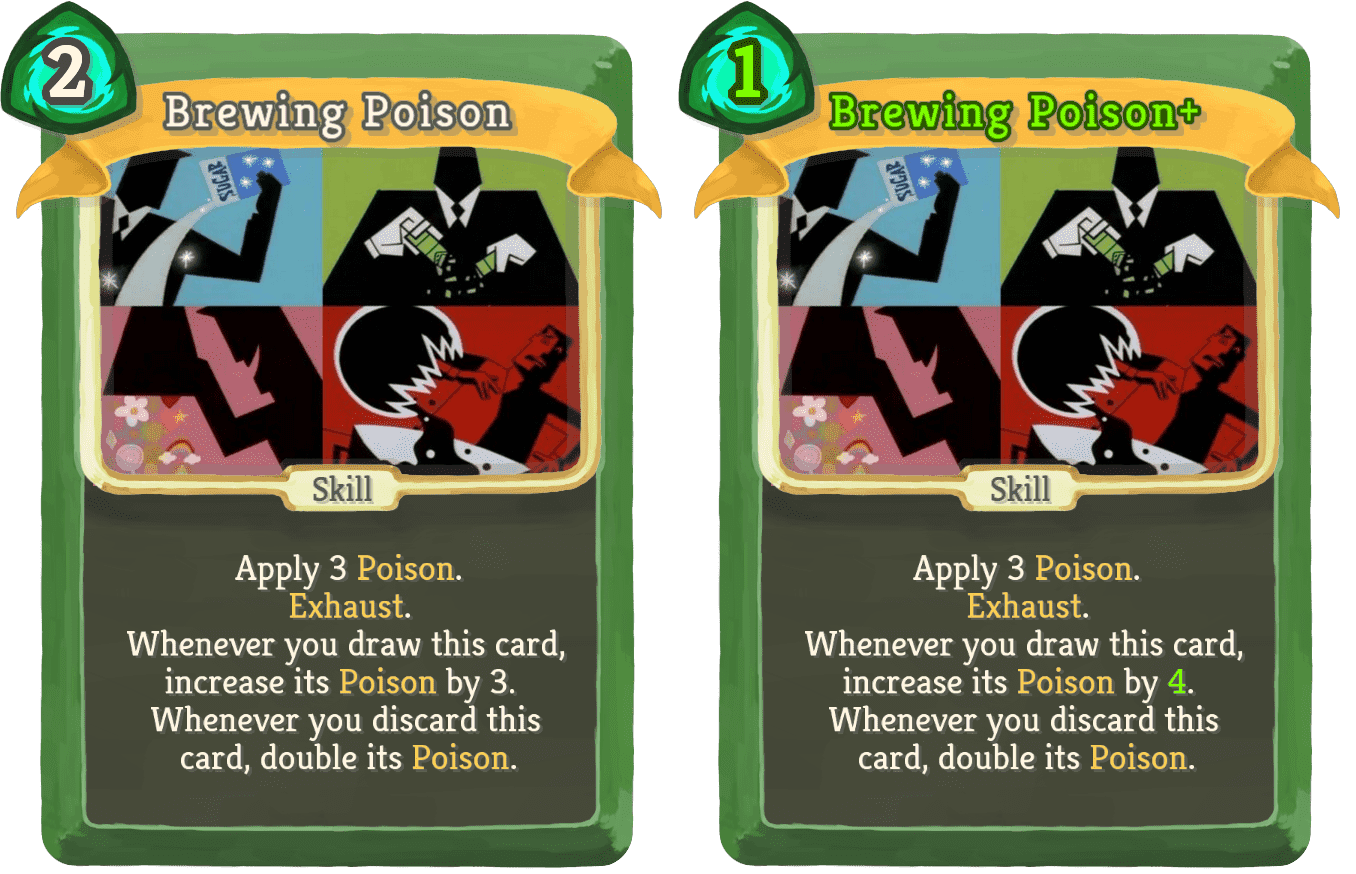 2
Brewing Poison
SUGAR
Skill
Apply 3 Poison.
Exhaust.
Whenever you draw this card,
increase its Poison by 3.
Whenever you discard this
card, double its Poison.
1
Brewing Poison+
SUGAR
Skill
Apply 3 Poison.
Exhaust.
Whenever you draw this card,
increase its Poison by 4.
Whenever you discard this
card, double its Poison.